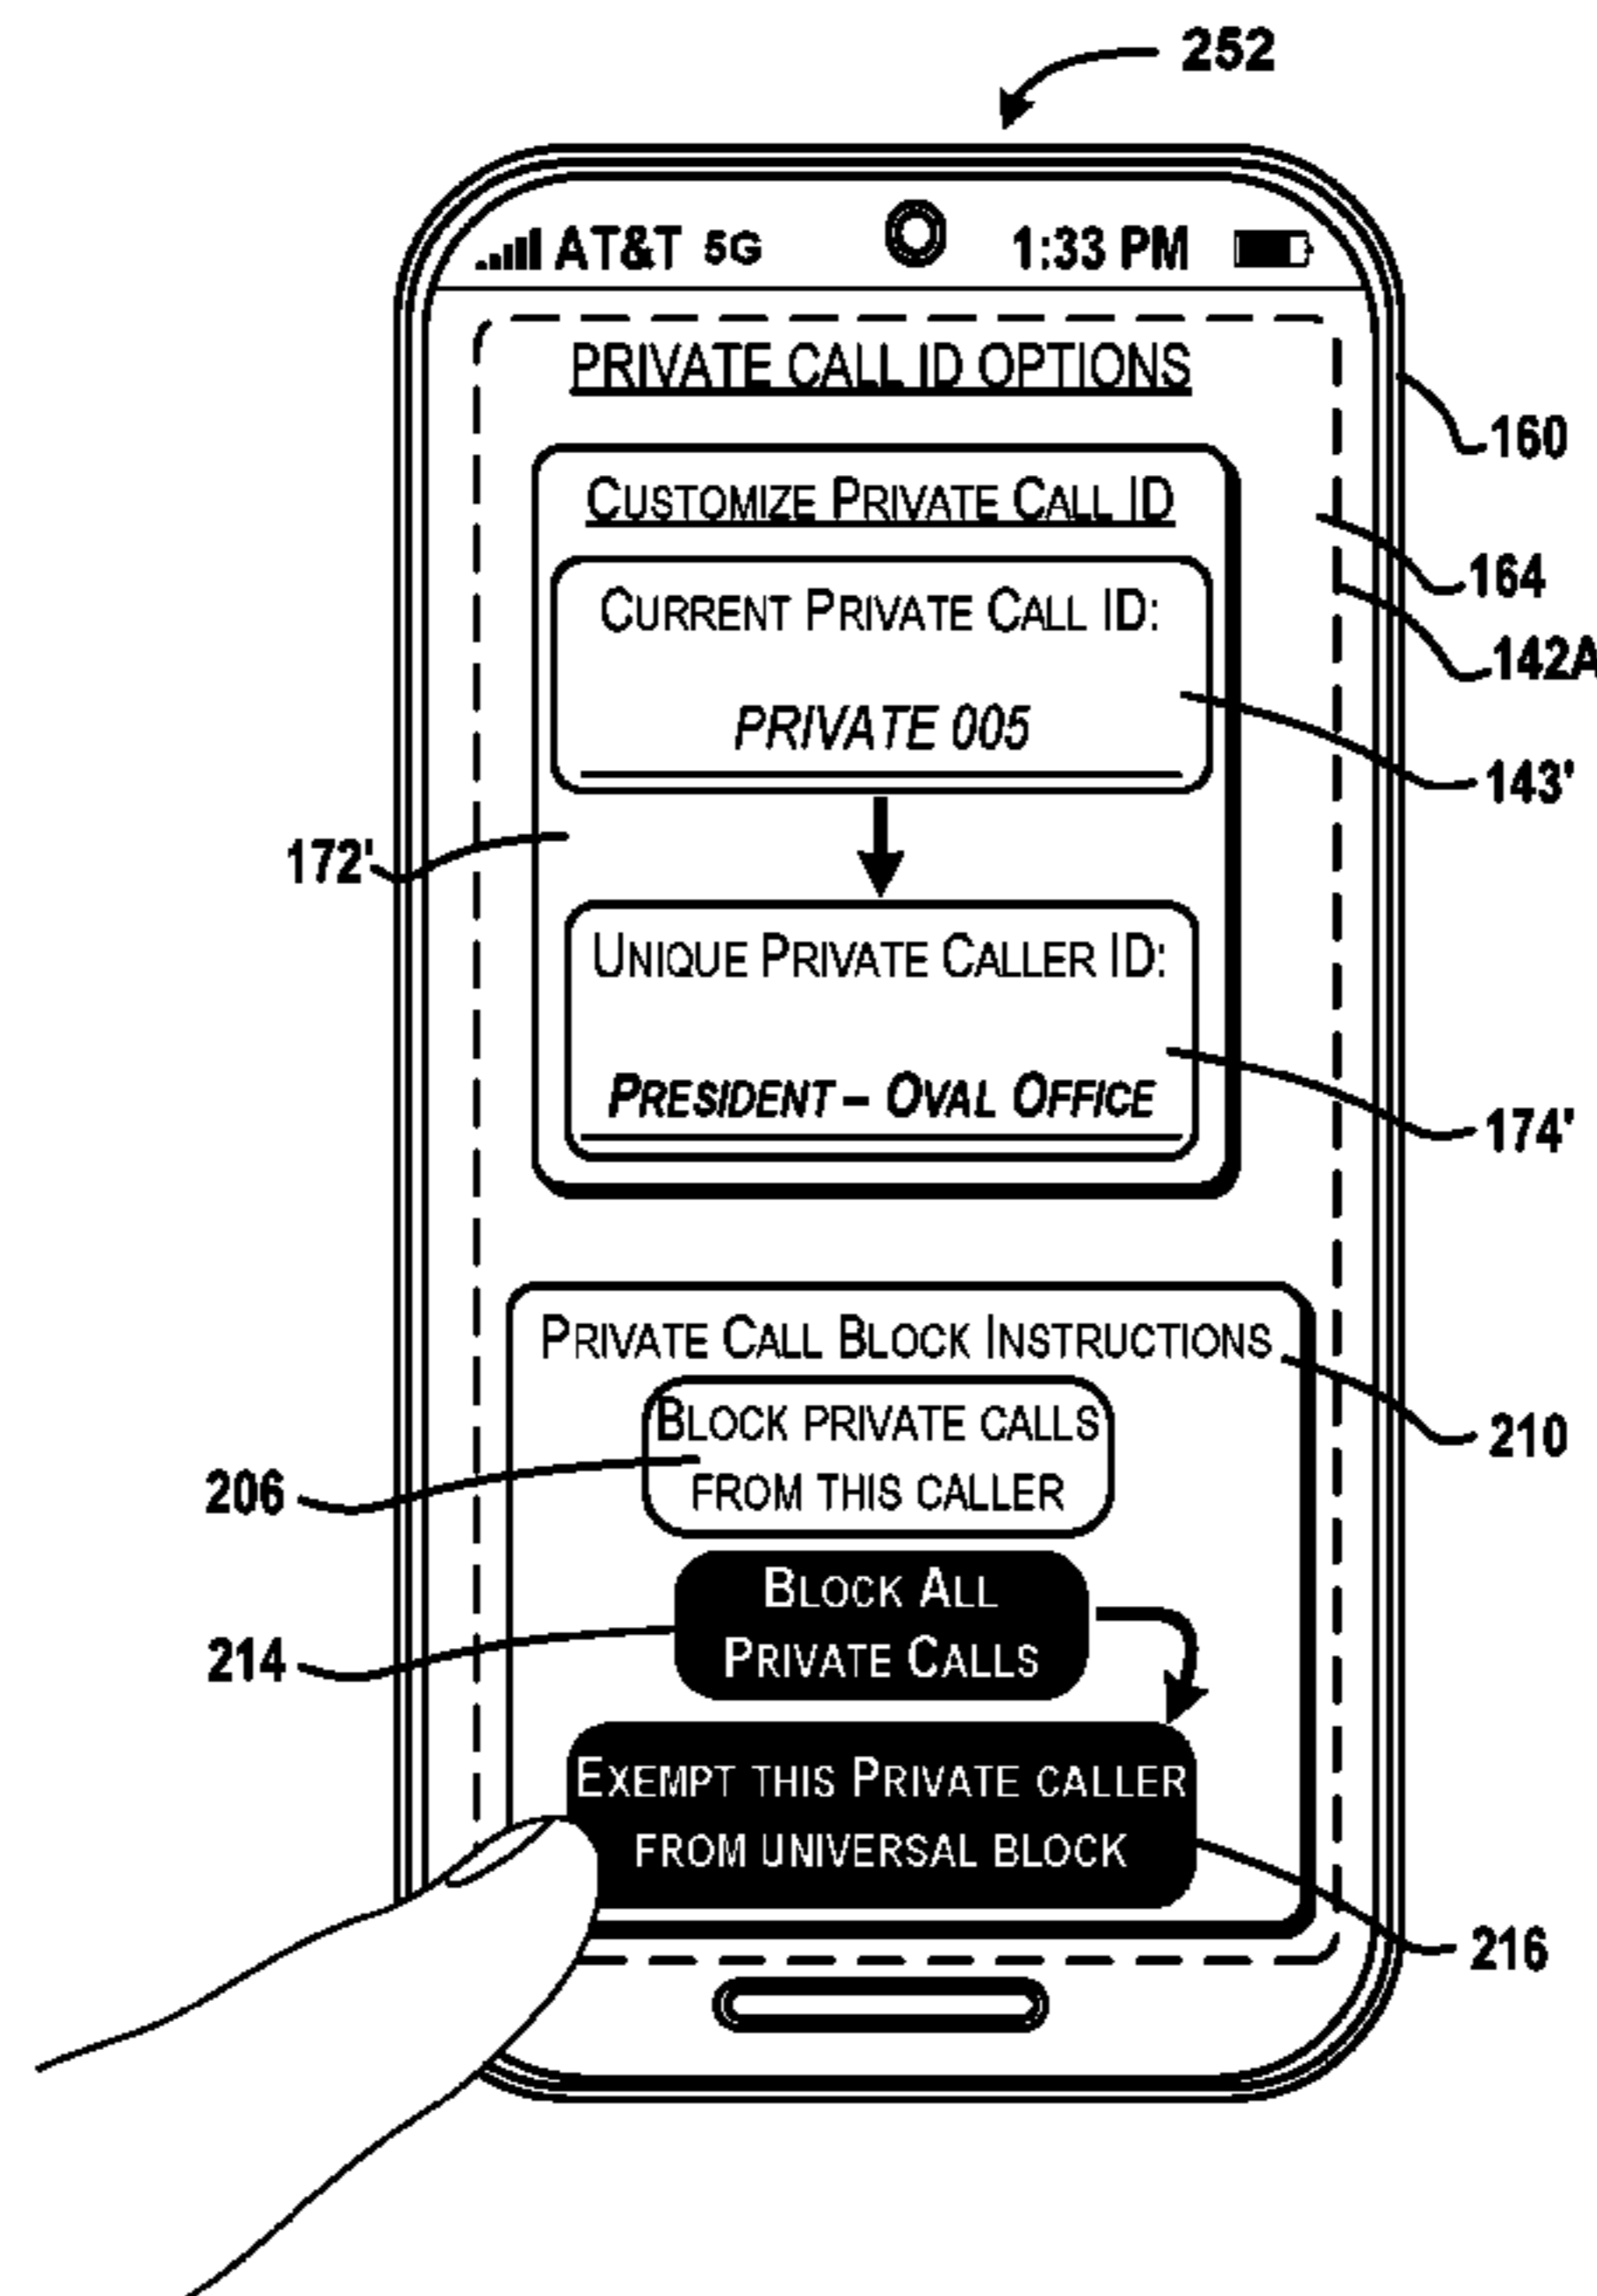 252
AT&T 5G 1:33 PM
PRIVATE CALL ID OPTIONS
160
CUSTOMIZE PRIVATE CALL ID
164
CURRENT PRIVATE CALL ID:
142A
PRIVATE 005
143'
172'
UNIQUE PRIVATE CALLER ID:
PRESIDENT – OVAL OFFICE
174'
PRIVATE CALL BLOCK INSTRUCTIONS
210
BLOCK PRIVATE CALLS
FROM THIS CALLER
206
BLOCK ALL
PRIVATE CALLS
214
EXEMPT THIS PRIVATE CALLER
FROM UNIVERSAL BLOCK
216